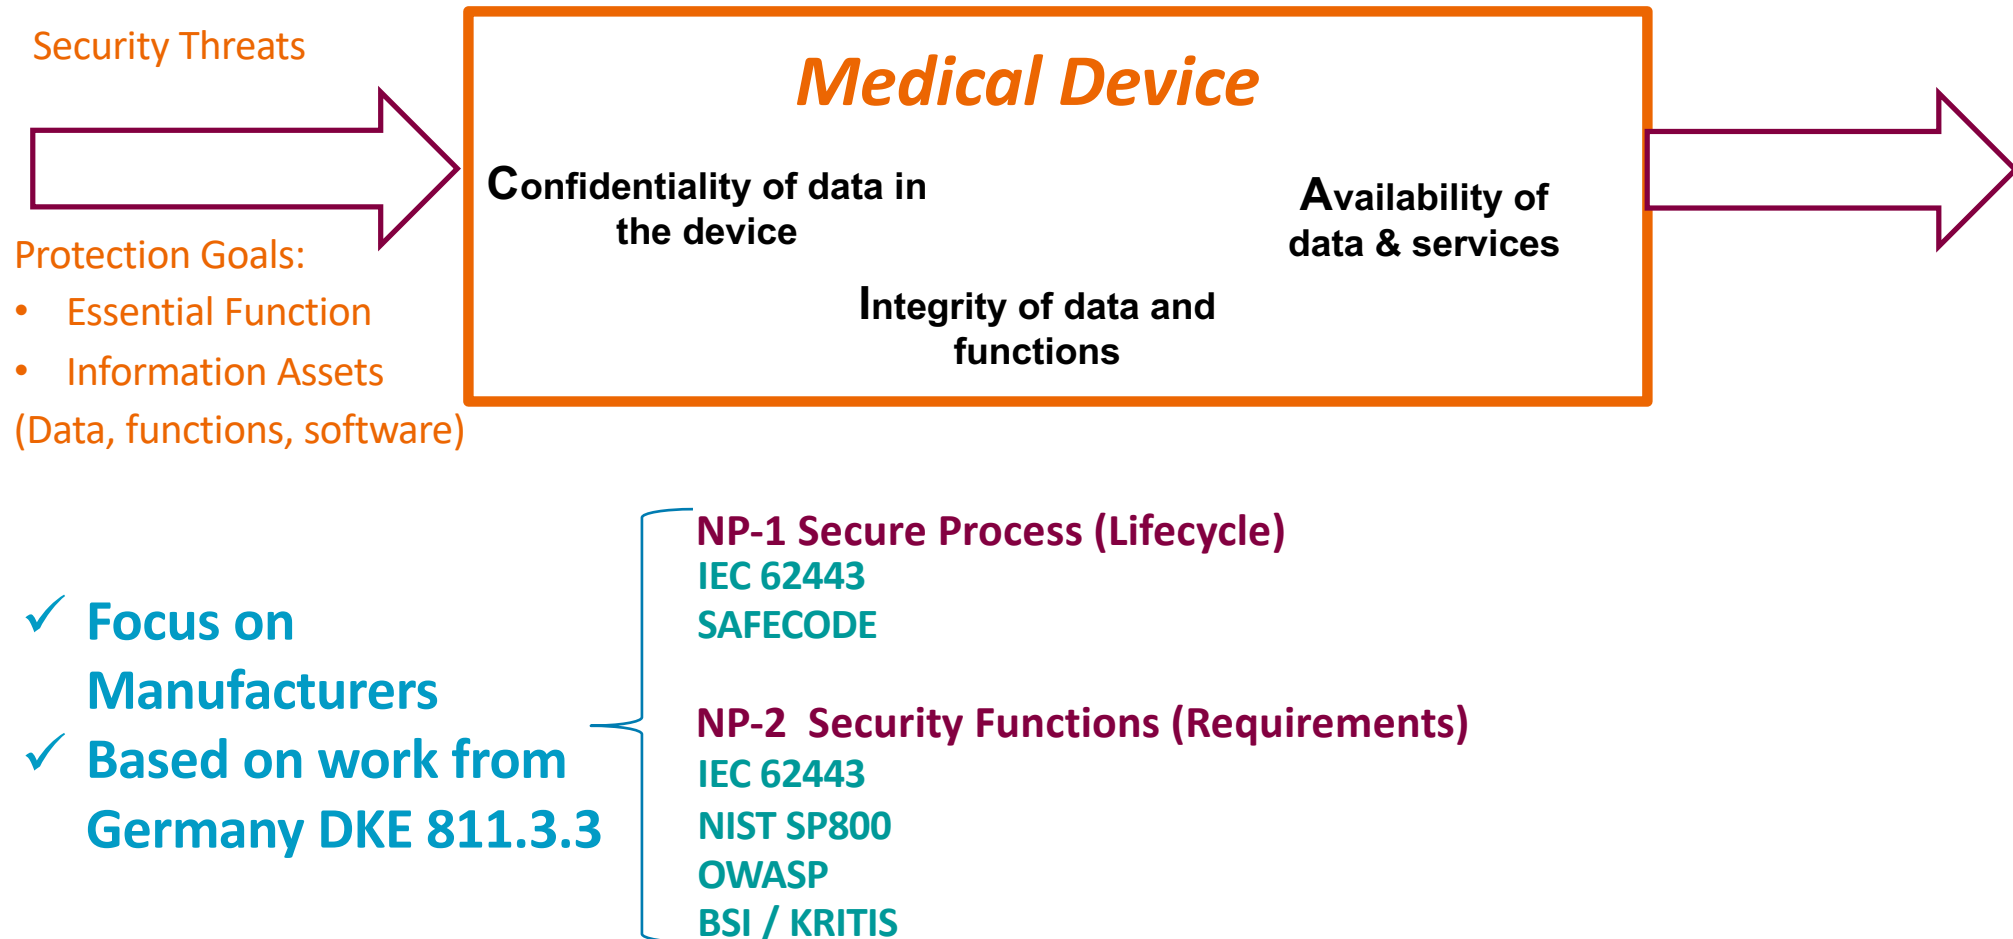 Security Threats
Medical Device
Confidentiality of data in
the device
Availability of
data & services
Integrity of data and
functions
Protection Goals:
• Essential Function
• Information Assets
(Data, functions, software)
✓ Focus on
Manufacturers
✓ Based on work from
Germany DKE 811.3.3
NP-1 Secure Process (Lifecycle)
IEC 62443
SAFECODE
NP-2 Security Functions (Requirements)
IEC 62443
NIST SP800
OWASP
BSI / KRITIS